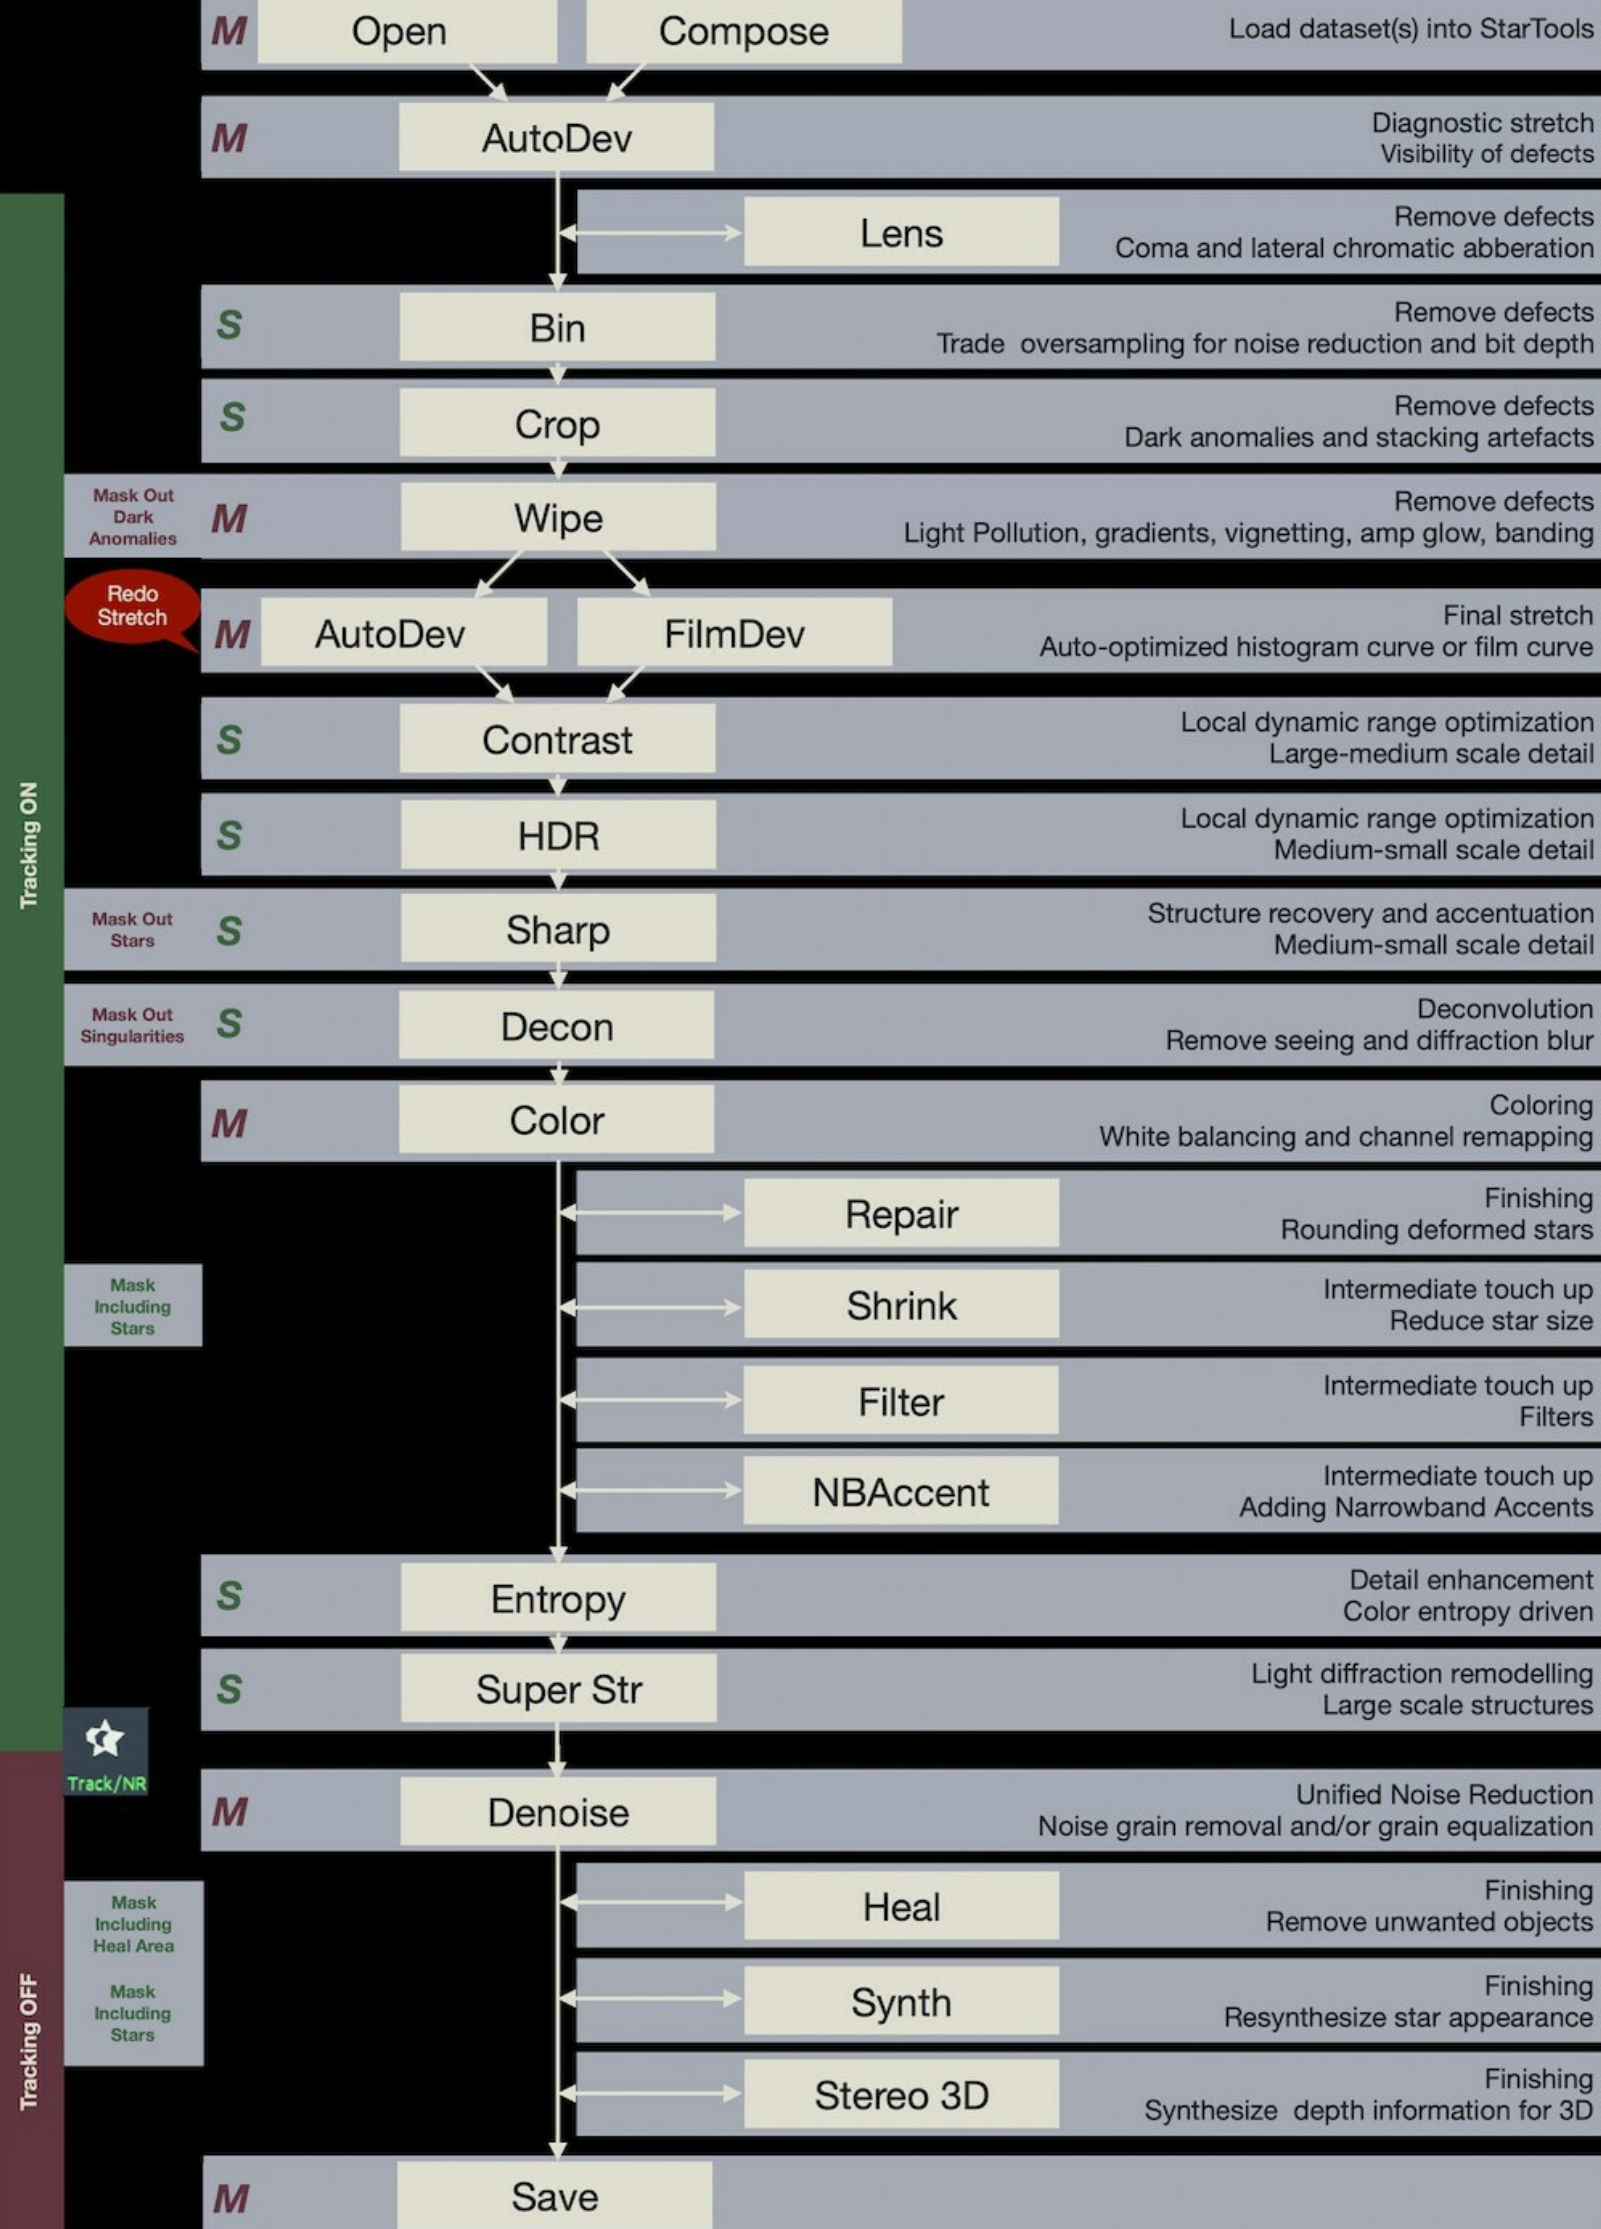 M
Open
Compose
Load dataset(s) into StarTools
M
AutoDev
Diagnostic stretch
Visibility of defects
Lens
Remove defects
Coma and lateral chromatic abberation
S
Bin
Remove defects
Trade oversampling for noise reduction and bit depth
S
Crop
Remove defects
Dark anomalies and stacking artefacts
Mask Out
Dark
Anomalies
M
Wipe
Remove defects
Light Pollution, gradients, vignetting, amp glow, banding
Redo
Stretch
M
AutoDev
FilmDev
Final stretch
Auto-optimized histogram curve or film curve
S
Contrast
Local dynamic range optimization
Large-medium scale detail
Tracking ON
S
HDR
Local dynamic range optimization
Medium-small scale detail
Mask Out
Stars
S
Sharp
Structure recovery and accentuation
Medium-small scale detail
Mask Out
Singularities
S
Decon
Deconvolution
Remove seeing and diffraction blur
M
Color
Coloring
White balancing and channel remapping
Repair
Finishing
Rounding deformed stars
Mask
Including
Stars
Shrink
Intermediate touch up
Reduce star size
Filter
Intermediate touch up
Filters
NBAccent
Intermediate touch up
Adding Narrowband Accents
S
Entropy
Detail enhancement
Color entropy driven
S
Super Str
Light diffraction remodelling
Large scale structures
Track/NR
M
Denoise
Unified Noise Reduction
Noise grain removal and/or grain equalization
Mask
Including
Heal Area
Heal
Finishing
Remove unwanted objects
Tracking OFF
Mask
Including
Stars
Synth
Finishing
Resynthesize star appearance
Stereo 3D
Finishing
Synthesize depth information for 3D
M
Save